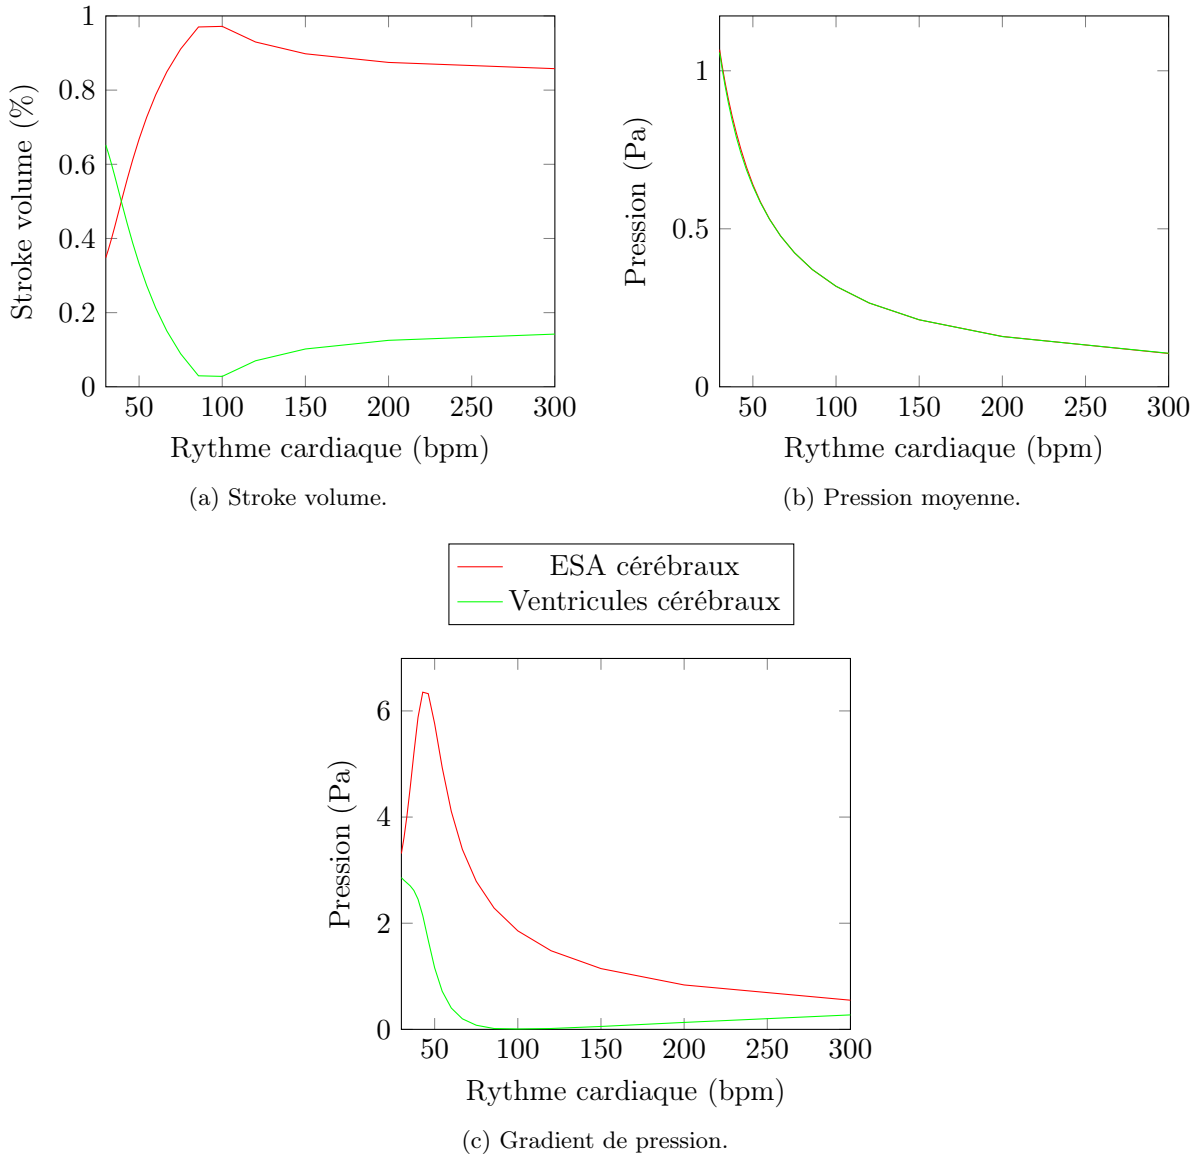 1
0.8
0.6
0.4
0.2
0
50 100 150 200 250 300
Stroke volume (%)
Rythme cardiaque (bpm)
(a) Stroke volume.
1
0.5
0
50 100 150 200 250 300
Pression (Pa)
Rythme cardiaque (bpm)
(b) Pression moyenne.
ESA cérébraux
Ventricules cérébraux
6
4
2
0
50 100 150 200 250 300
Pression (Pa)
Rythme cardiaque (bpm)
(c) Gradient de pression.